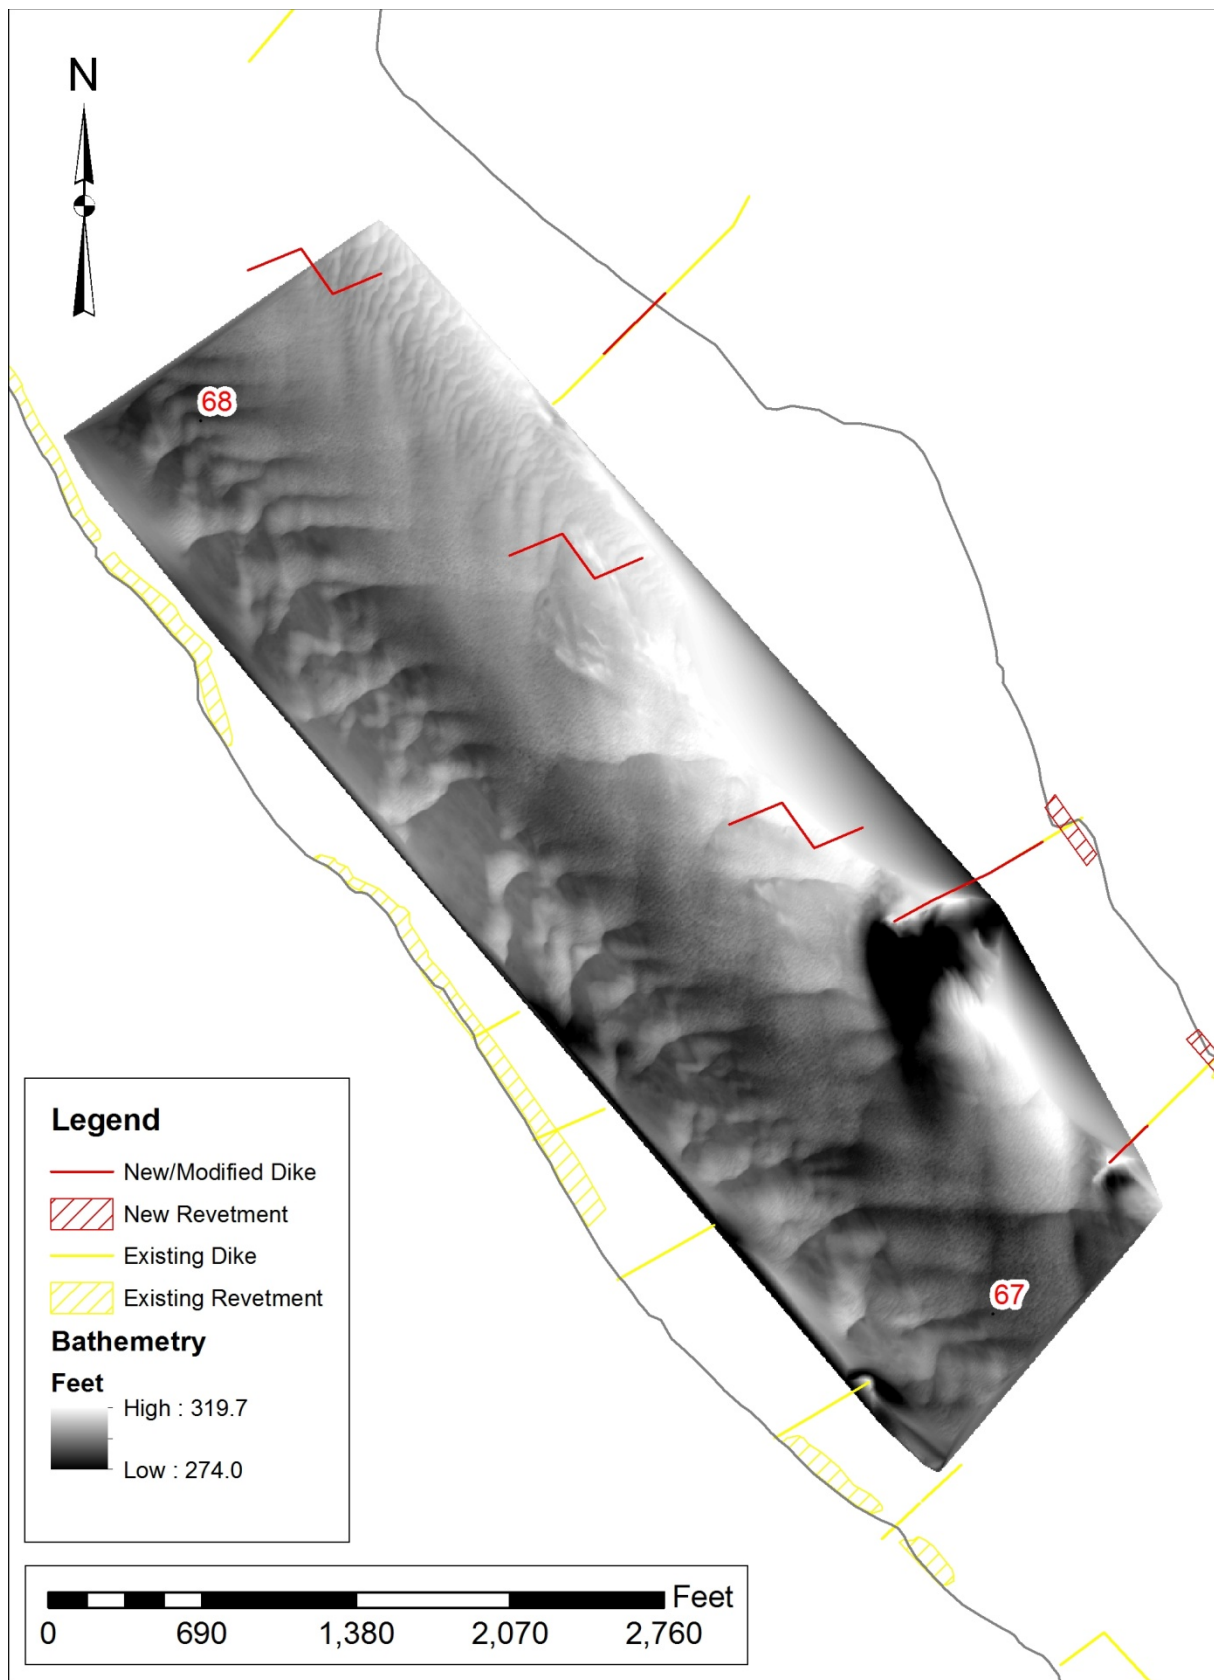 N
68
67
Legend
New/Modified Dike
New Revetment
Existing Dike
Existing Revetment
Bathemetry
Feet
High : 319.7
Low : 274.0
Feet
0 690 1,380 2,070 2,760